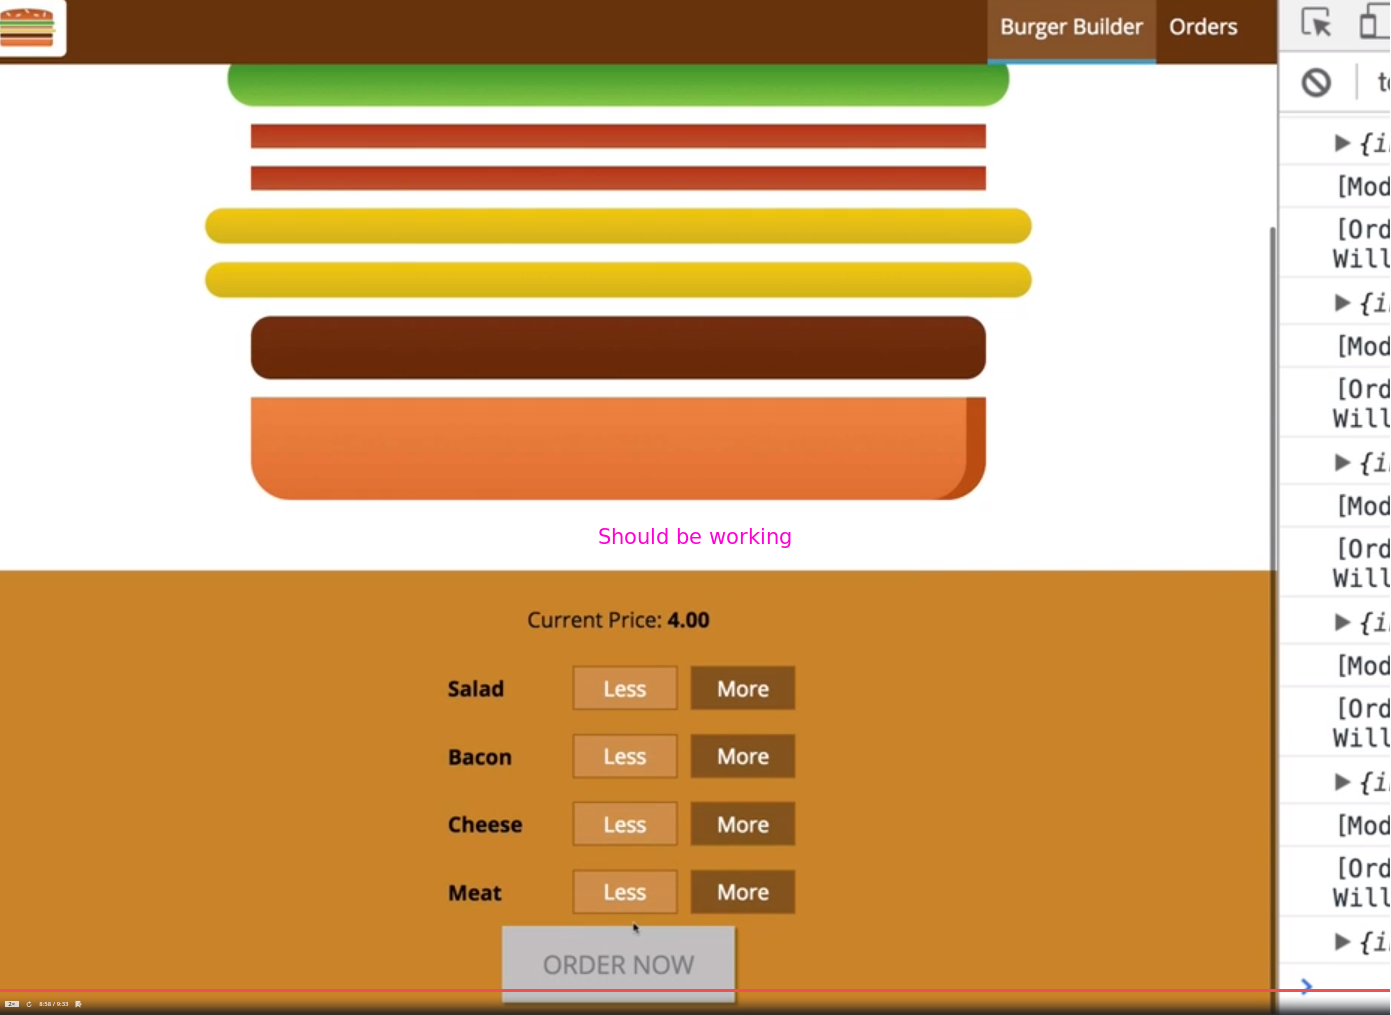 Burger Builder Orders
Should be working
Current Price: 4.00
Salad Less More
Bacon Less More
Cheese Less More
Meat Less More
ORDER NOW
{i
[Mod
[Ord
Will
{i
[Mod
[Ord
Will
{i
[Mod
[Ord
Will
{i
[Mod
[Ord
Will
{i
[Mod
[Ord
Will
{i